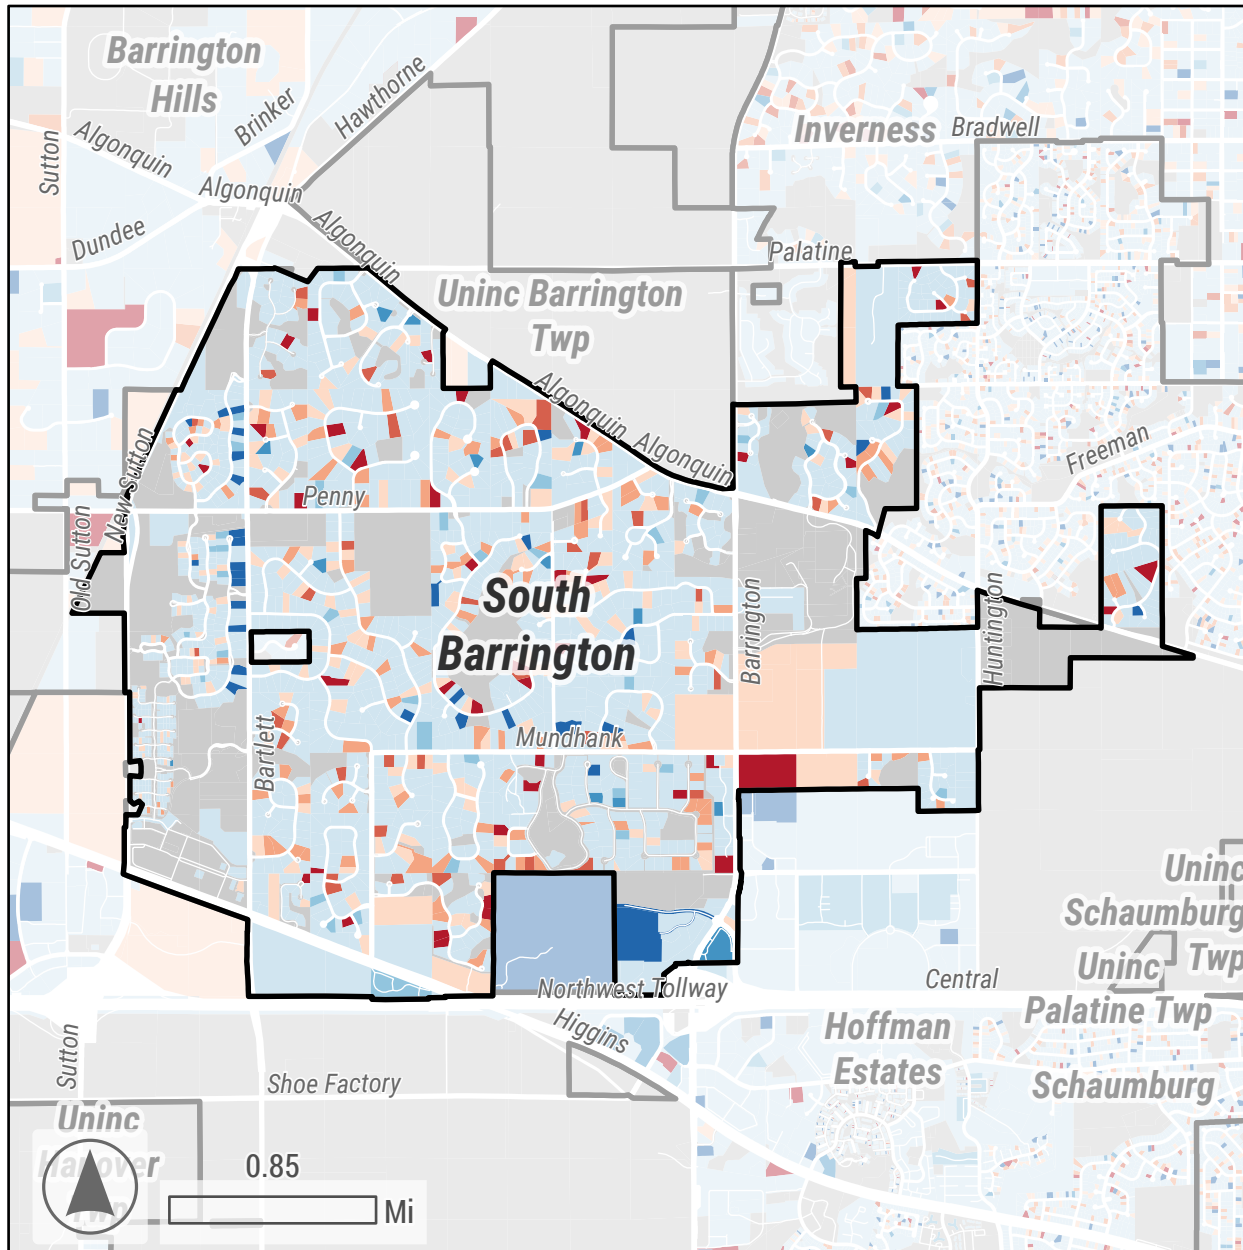 Barrington
Hills
Hawthorne
Brinker
Algonquin
Sutton
Algonquin
Dundee
Algonquin
Inverness
Bradwell
Palatine
Uninc Barrington
Twp
Algonquin
Algonquin
Freeman
New Sutton
Penny
Old Sutton
South
Barrington
Barrington
Huntington
Bartlett
Mundhank
Uninc
Schaumburg
Twp
Uninc
Palatine Twp
Central
Northwest Tollway
Higgins
Hoffman
Estates
Schaumburg
Sutton
Shoe Factory
Uninc
Hanover
Twp
0.85
Mi